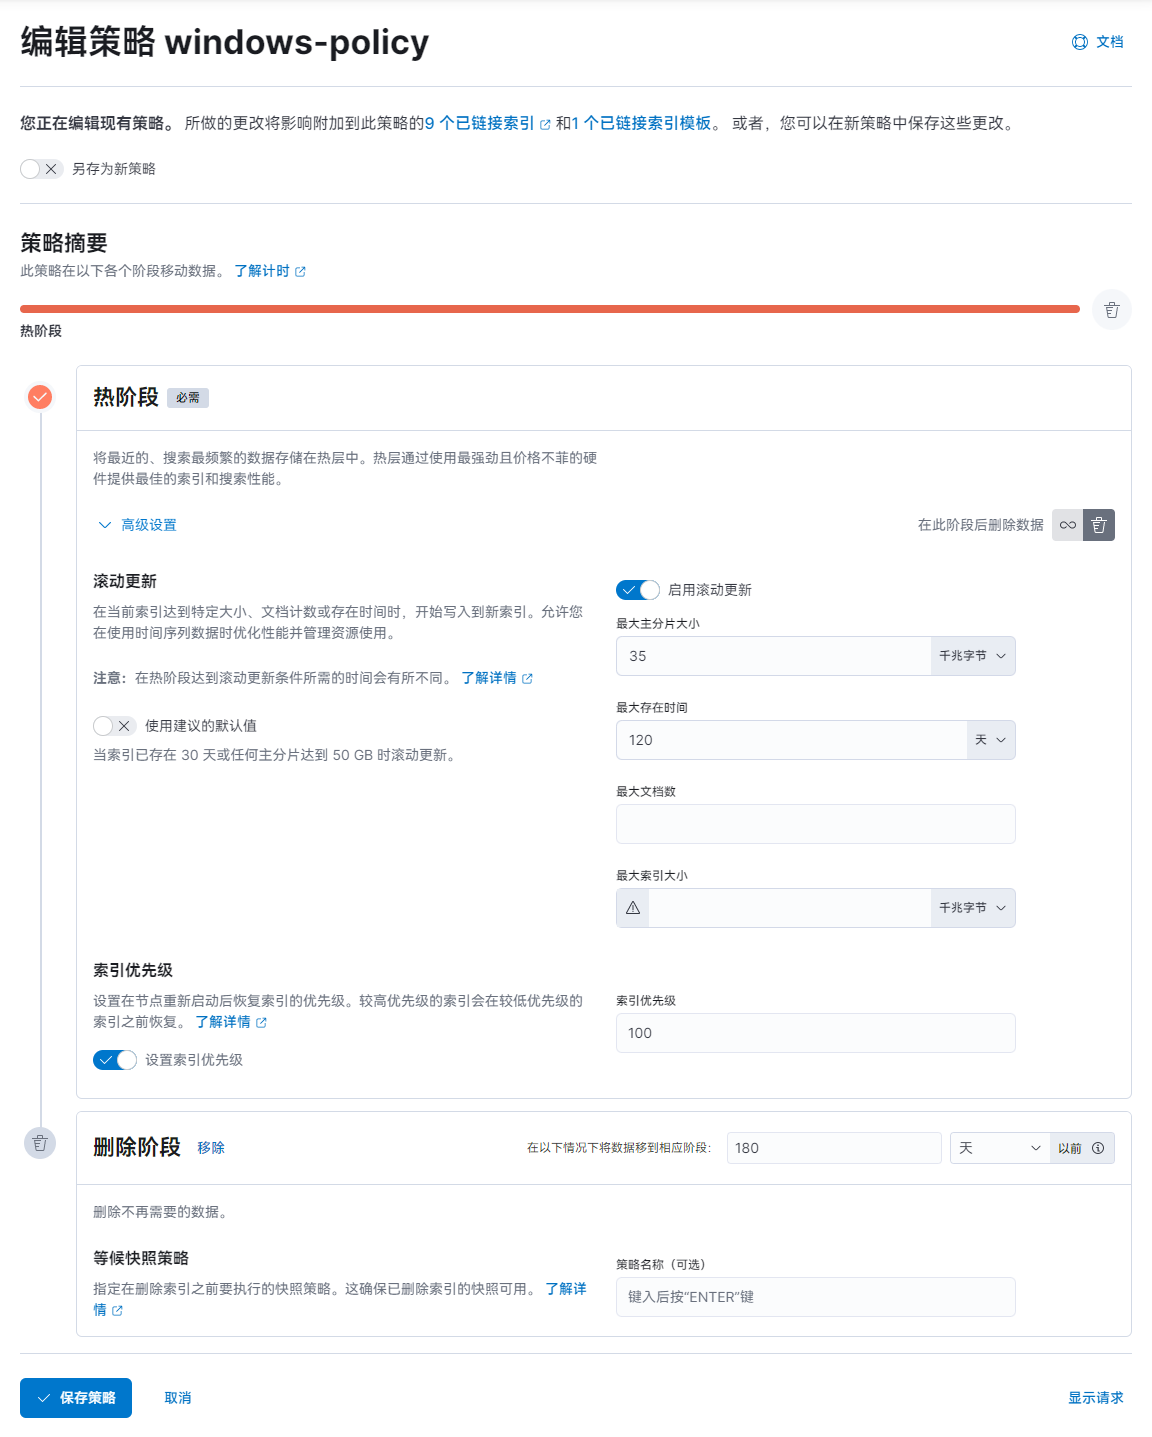 编辑策略 windows-policy
文档
您正在编辑现有策略。 所做的更改将影响附加到此策略的9 个已链接索引 和1 个已链接索引模板。 或者，您可以在新策略中保存这些更改。
另存为新策略
策略摘要
此策略在以下各个阶段移动数据。 了解计时
热阶段
热阶段 必需
将最近的、搜索最频繁的数据存储在热层中。热层通过使用最强劲且价格不菲的硬
件提供最佳的索引和搜索性能。
高级设置
在此阶段后删除数据
滚动更新
在当前索引达到特定大小、文档计数或存在时间时，开始写入到新索引。允许您
在使用时间序列数据时优化性能并管理资源使用。
注意：在热阶段达到滚动更新条件所需的时间会有所不同。 了解详情
使用建议的默认值
当索引已存在 30 天或任何主分片达到 50 GB 时滚动更新。
启用滚动更新
最大主分片大小
35 千兆字节
最大存在时间
120 天
最大文档数
最大索引大小
千兆字节
索引优先级
设置在节点重新启动后恢复索引的优先级。较高优先级的索引会在较低优先级的
索引之前恢复。 了解详情
设置索引优先级
索引优先级
100
删除阶段 移除
在以下情况下将数据移到相应阶段: 180 天 以前
删除不再需要的数据。
等候快照策略
指定在删除索引之前要执行的快照策略。这确保已删除索引的快照可用。 了解详
情
策略名称（可选）
键入后按“ENTER”键
保存策略 取消 显示请求